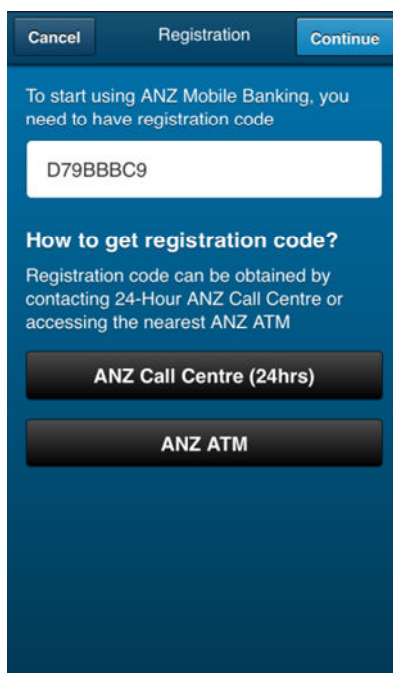 Cancel Registration Continue
To start using ANZ Mobile Banking, you
need to have registration code
D79BBBC9
How to get registration code?
Registration code can be obtained by
contacting 24-Hour ANZ Call Centre or
accessing the nearest ANZ ATM
ANZ Call Centre (24hrs)
ANZ ATM